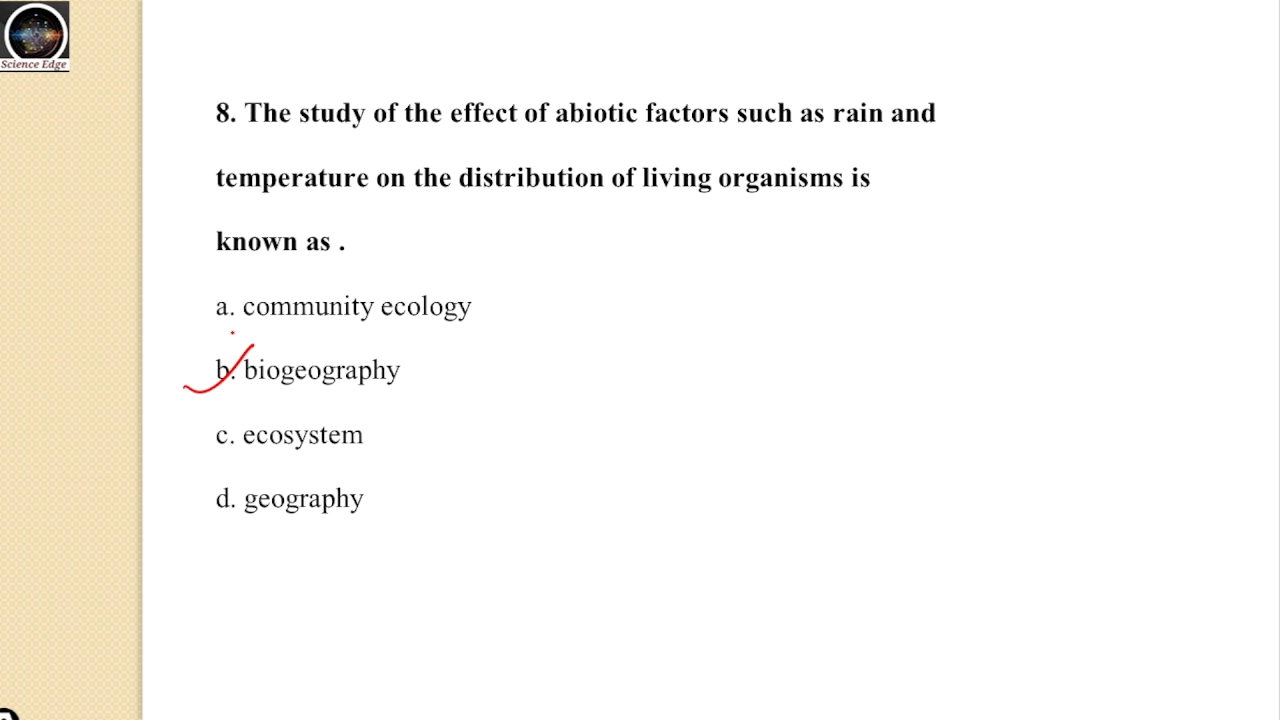 Science Edge
8. The study of the effect of abiotic factors such as rain and
temperature on the distribution of living organisms is
known as .
a. community ecology
b. biogeography
c. ecosystem
d. geography